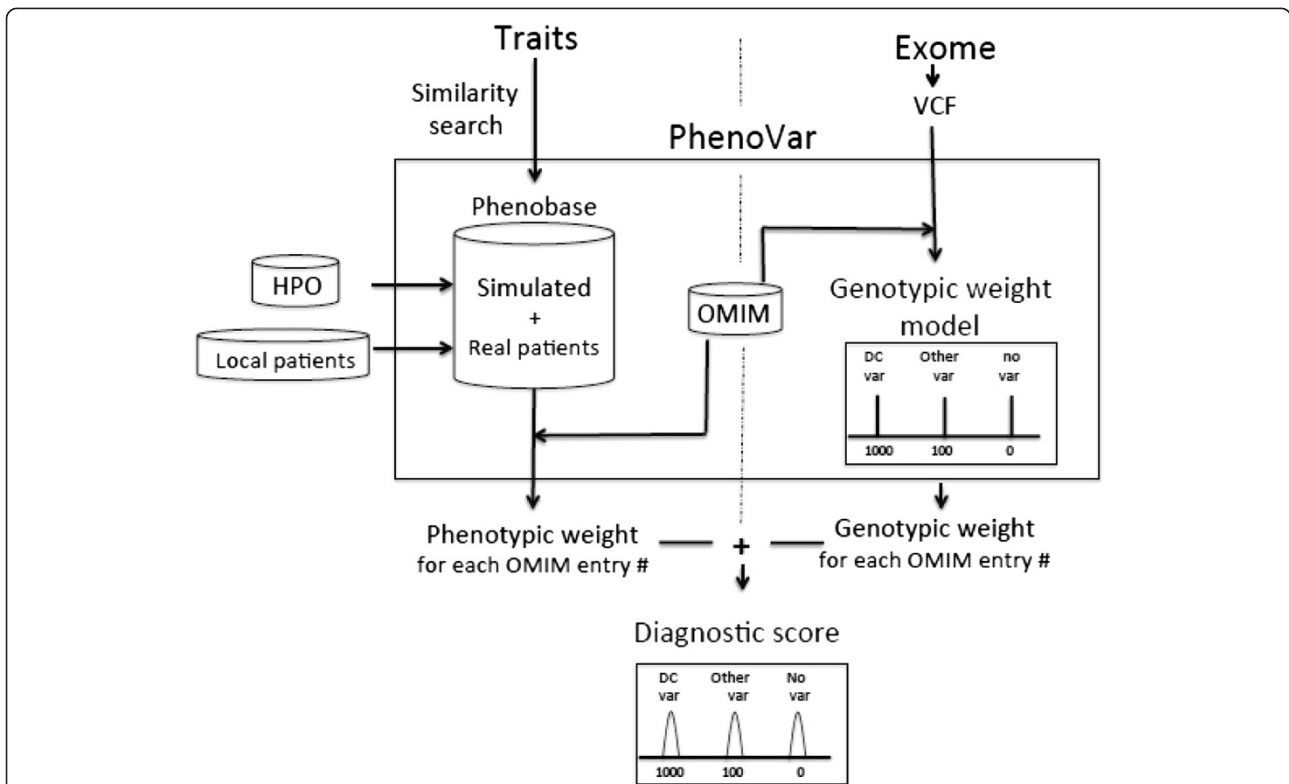 Traits
Exome
Similarity
search
VCF
PhenoVar
Phenobase
HPO
Simulated
+
Real patients
Local patients
OMIM
Genotypic weight
model
DC Other no
var var var
1000 100 0
Phenotypic weight
for each OMIM entry #
+
Genotypic weight
for each OMIM entry #
Diagnostic score
DC Other No
var var var
1000 100 0